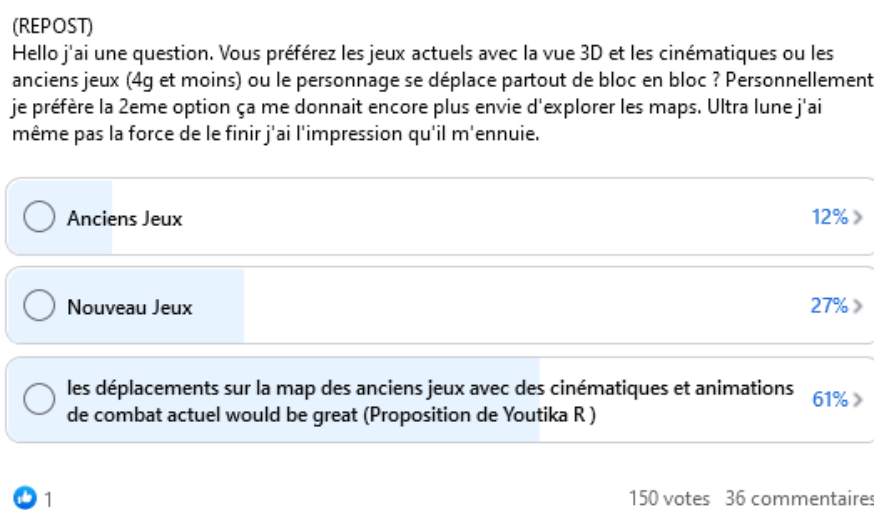 (REPOST)
Hello j'ai une question. Vous préférez les jeux actuels avec la vue 3D et les cinématiques ou les
anciens jeux (4g et moins) ou le personnage se déplace partout de bloc en bloc ? Personnellement
je préfère la 2eme option ça me donnait encore plus envie d'explorer les maps. Ultra lune j'ai
même pas la force de le finir j'ai l'impression qu'il m'ennuie.
Anciens Jeux 12%
Nouveau Jeux 27%
les déplacements sur la map des anciens jeux avec des cinématiques et animations
de combat actuel would be great (Proposition de Youtika R ) 61%
1 150 votes 36 commentaires